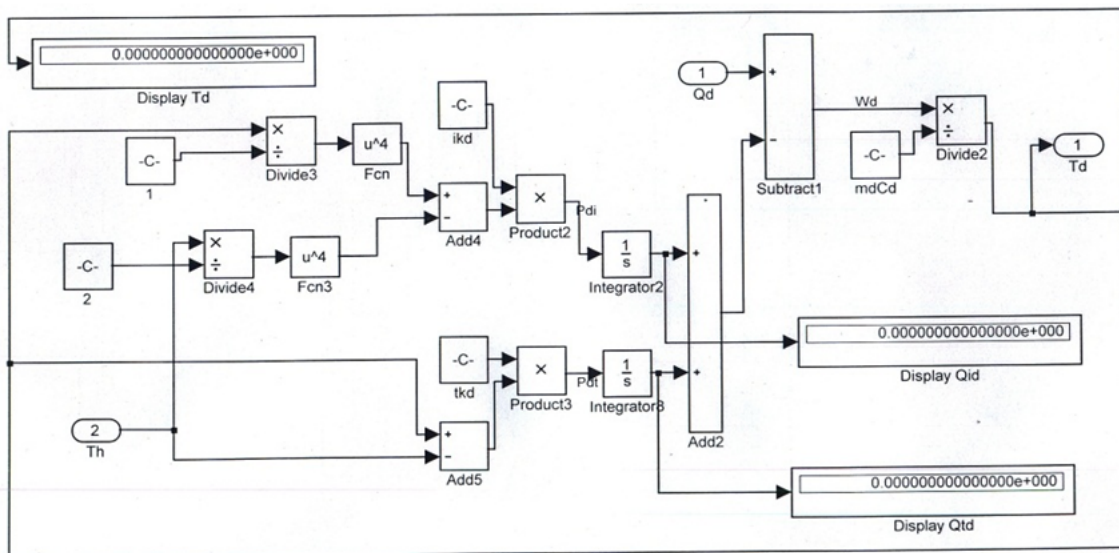 0.000000000000000e+000
Display Td
-C-
1
×
÷
Divide3
u^4
Fcn
-C-
ikd
+
−
Add4
×
Product2
Pdi
1
Qd
+
−
Subtract1
Wd
-C-
mdCd
×
÷
Divide2
1
Td
-C-
2
×
÷
Divide4
u^4
Fcn3
1
s
Integrator2
+
+
Add2
0.000000000000000e+000
Display Qid
-C-
tkd
×
Product3
Pdt
1
s
Integrator3
2
Th
+
−
Add5
0.000000000000000e+000
Display Qtd